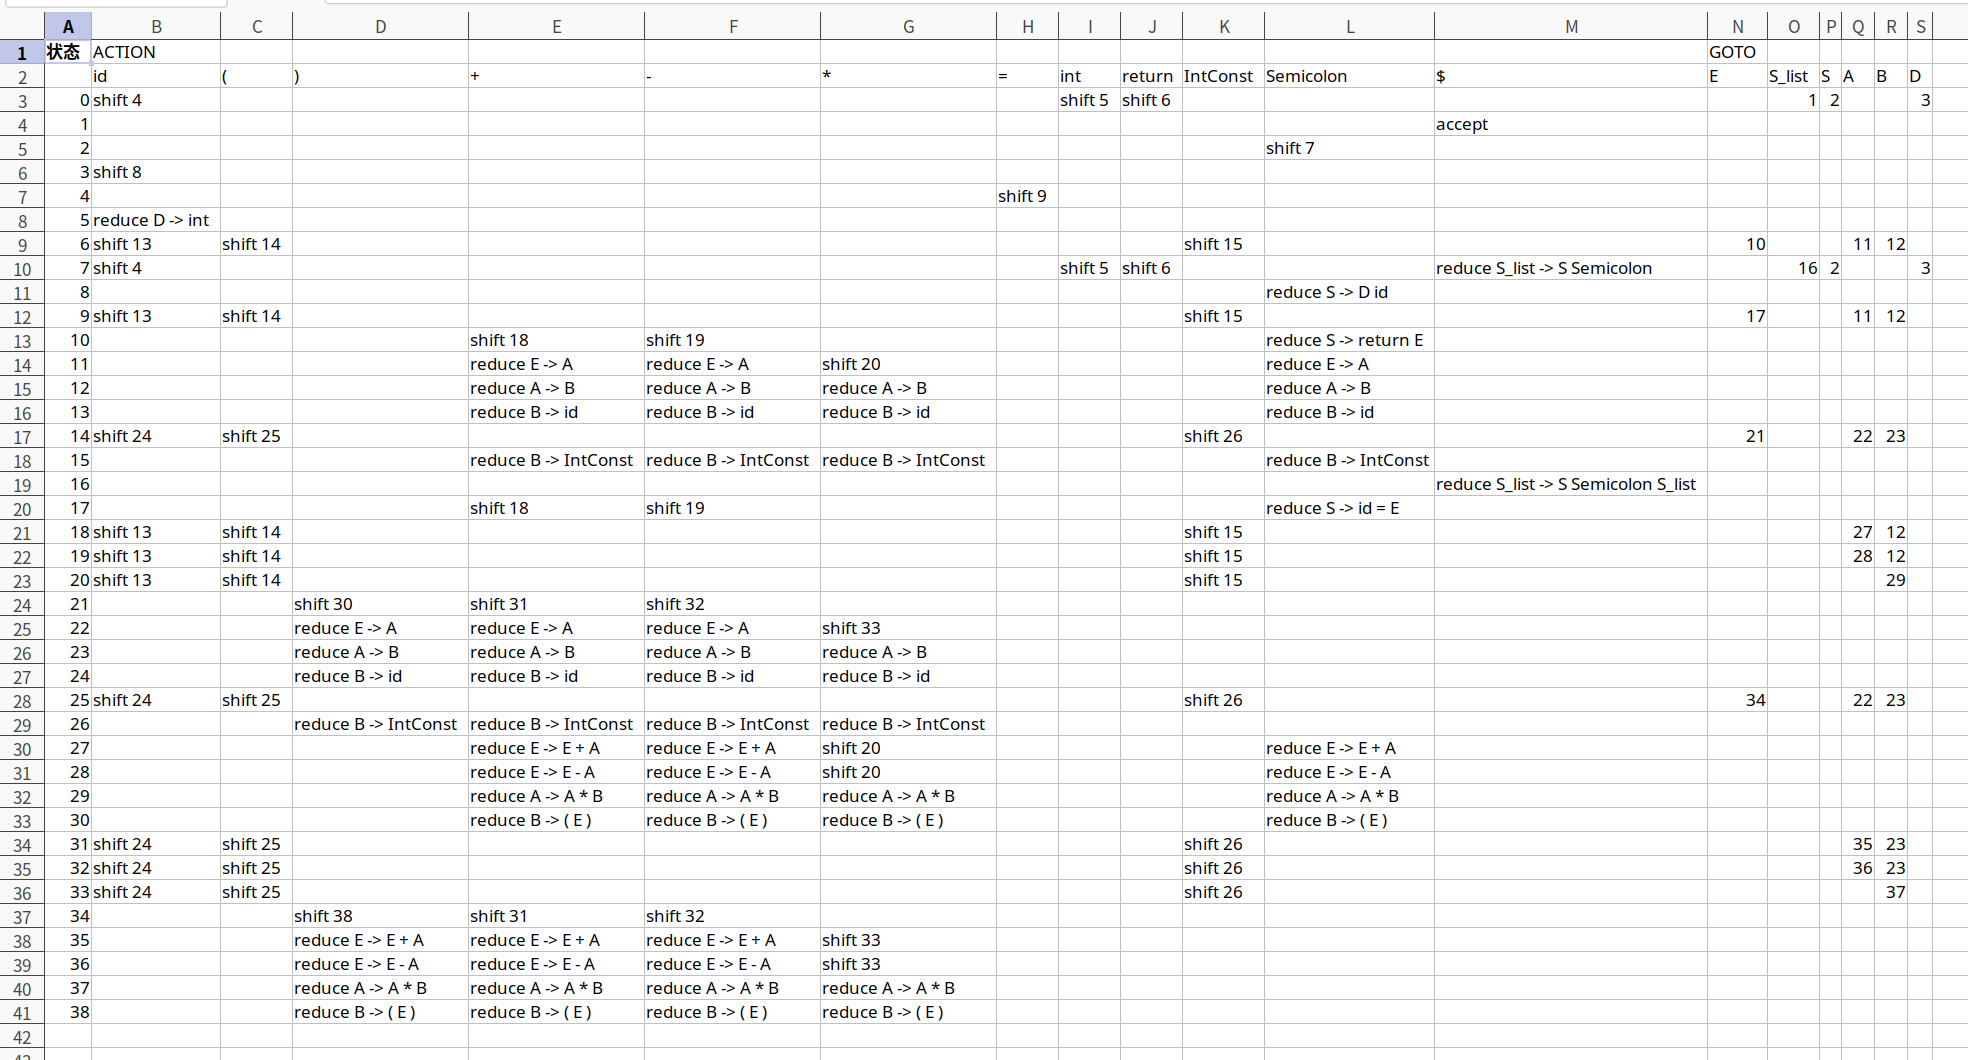 A B C D E F G H I J K L M N O P Q R S
1 状态 ACTION GOTO
2 id ( ) + - * = int return IntConst Semicolon $ E S_list S A B D
3 0 shift 4 shift 5 shift 6 1 2 3
4 1 accept
5 2 shift 7
6 3 shift 8
7 4 shift 9
8 5 reduce D -> int
9 6 shift 13 shift 14 shift 15 10 11 12
10 7 shift 4 shift 5 shift 6 reduce S_list -> S Semicolon 16 2 3
11 8 reduce S -> D id
12 9 shift 13 shift 14 shift 15 17 11 12
13 10 shift 18 shift 19 reduce S -> return E
14 11 reduce E -> A reduce E -> A shift 20 reduce E -> A
15 12 reduce A -> B reduce A -> B reduce A -> B reduce A -> B
16 13 reduce B -> id reduce B -> id reduce B -> id reduce B -> id
17 14 shift 24 shift 25 shift 26 21 22 23
18 15 reduce B -> IntConst reduce B -> IntConst reduce B -> IntConst reduce B -> IntConst
19 16 reduce S_list -> S Semicolon S_list
20 17 shift 18 shift 19 reduce S -> id = E
21 18 shift 13 shift 14 shift 15 27 12
22 19 shift 13 shift 14 shift 15 28 12
23 20 shift 13 shift 14 shift 15 29
24 21 shift 30 shift 31 shift 32
25 22 reduce E -> A reduce E -> A reduce E -> A shift 33
26 23 reduce A -> B reduce A -> B reduce A -> B reduce A -> B
27 24 reduce B -> id reduce B -> id reduce B -> id reduce B -> id
28 25 shift 24 shift 25 shift 26 34 22 23
29 26 reduce B -> IntConst reduce B -> IntConst reduce B -> IntConst reduce B -> IntConst
30 27 reduce E -> E + A reduce E -> E + A shift 20 reduce E -> E + A
31 28 reduce E -> E - A reduce E -> E - A shift 20 reduce E -> E - A
32 29 reduce A -> A * B reduce A -> A * B reduce A -> A * B reduce A -> A * B
33 30 reduce B -> ( E ) reduce B -> ( E ) reduce B -> ( E ) reduce B -> ( E )
34 31 shift 24 shift 25 shift 26 35 23
35 32 shift 24 shift 25 shift 26 36 23
36 33 shift 24 shift 25 shift 26 37
37 34 shift 38 shift 31 shift 32
38 35 reduce E -> E + A reduce E -> E + A reduce E -> E + A shift 33
39 36 reduce E -> E - A reduce E -> E - A reduce E -> E - A shift 33
40 37 reduce A -> A * B reduce A -> A * B reduce A -> A * B reduce A -> A * B
41 38 reduce B -> ( E ) reduce B -> ( E ) reduce B -> ( E ) reduce B -> ( E )
42